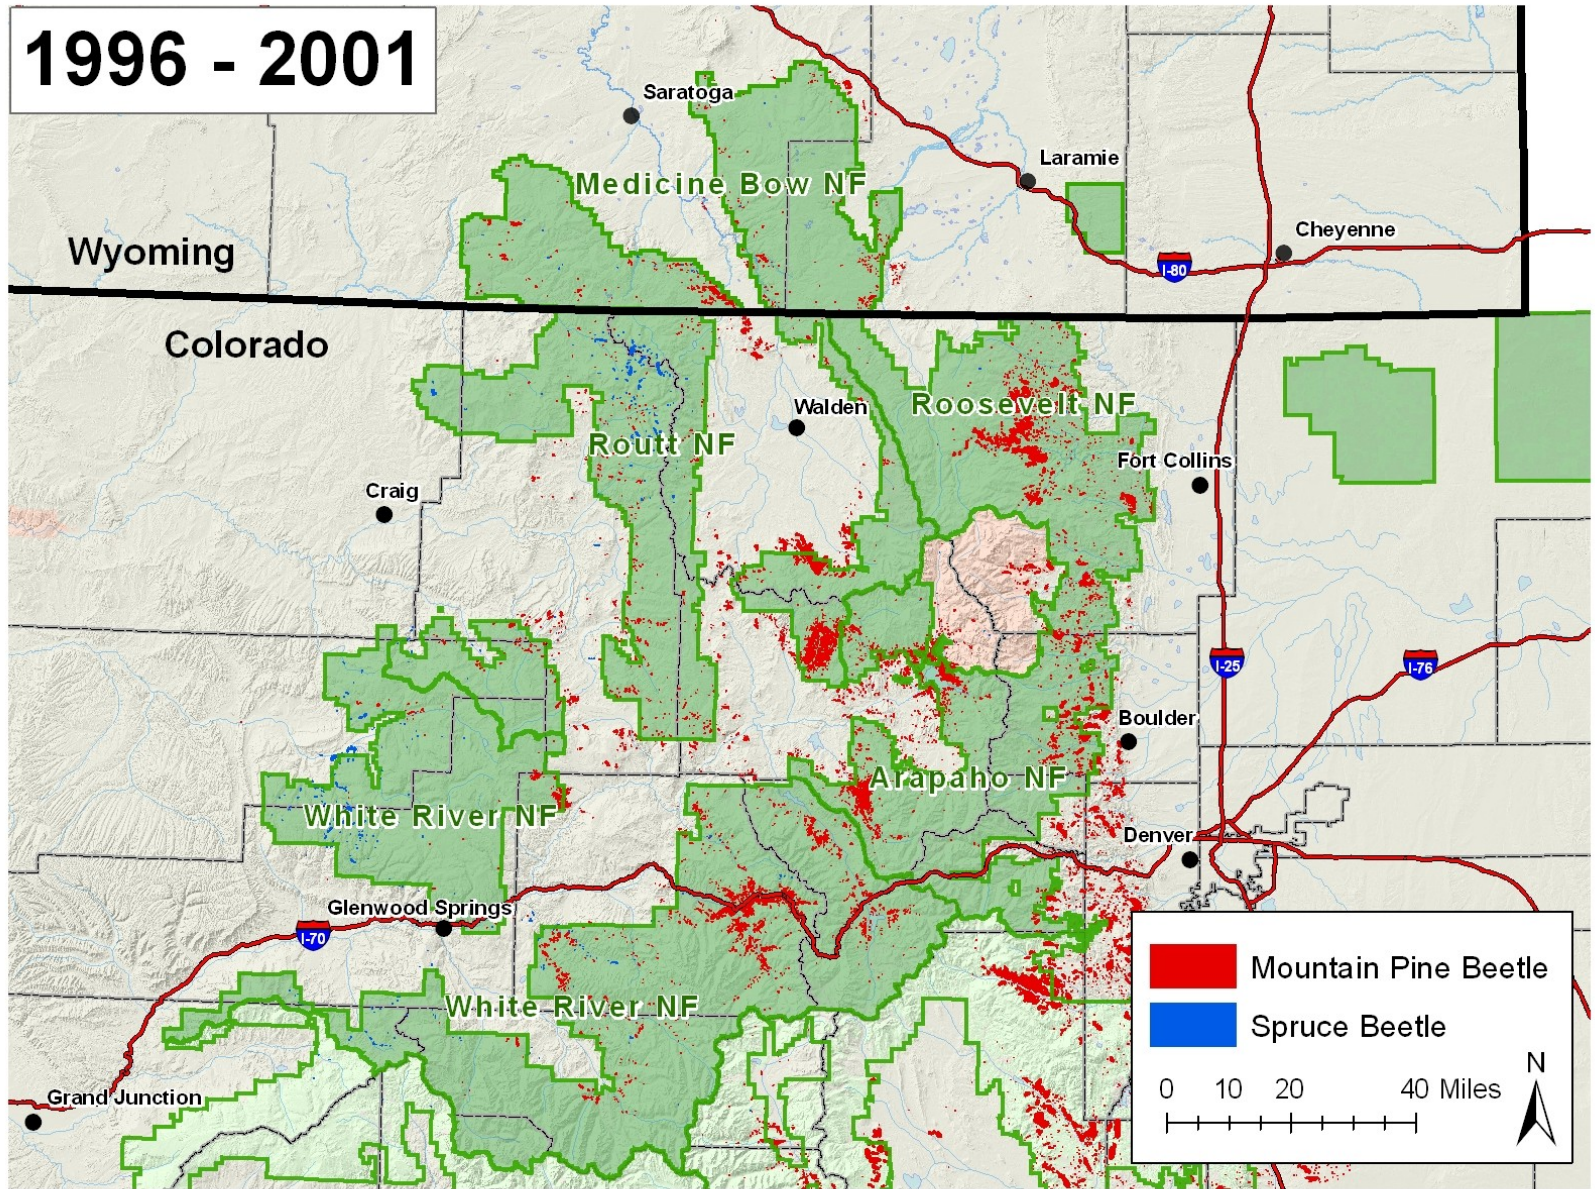 1996 - 2001
Saratoga
Laramie
Medicine Bow NF
Cheyenne
Wyoming
I-80
Colorado
Walden
Roosevelt NF
Routt NF
Fort Collins
Craig
I-25
I-76
Boulder
Arapaho NF
White River NF
Denver
Glenwood Springs
I-70
White River NF
Mountain Pine Beetle
Spruce Beetle
N
0 10 20 40 Miles
Grand Junction